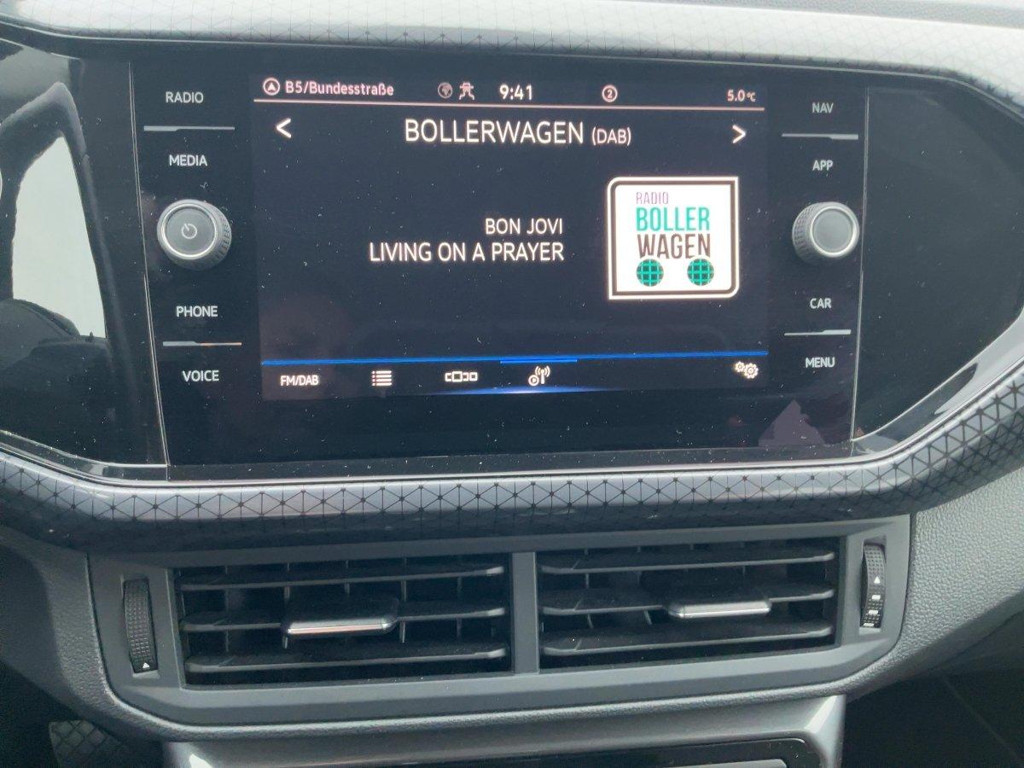 RADIO
MEDIA
PHONE
VOICE
B5/Bundesstraße 9:41 2 5.0°C
< BOLLERWAGEN (DAB) >
BON JOVI
LIVING ON A PRAYER
RADIO
BOLLER
WAGEN
FM/DAB
NAV
APP
CAR
MENU